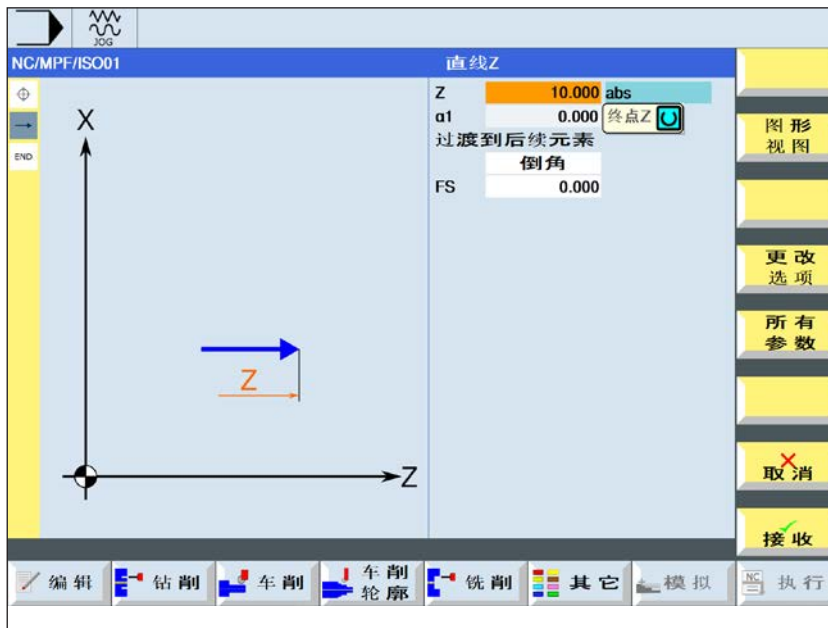 JOG
NC/MPF/ISO01
直线Z
Z 10.000 abs
α1 0.000
终点Z
过渡到后续元素
倒角
FS 0.000
END
X
Z
Z
图形
视图
更改
选项
所有
参数
取消
接收
编辑
钻削
车削
车削
轮廓
铣削
其它
模拟
NC
执行